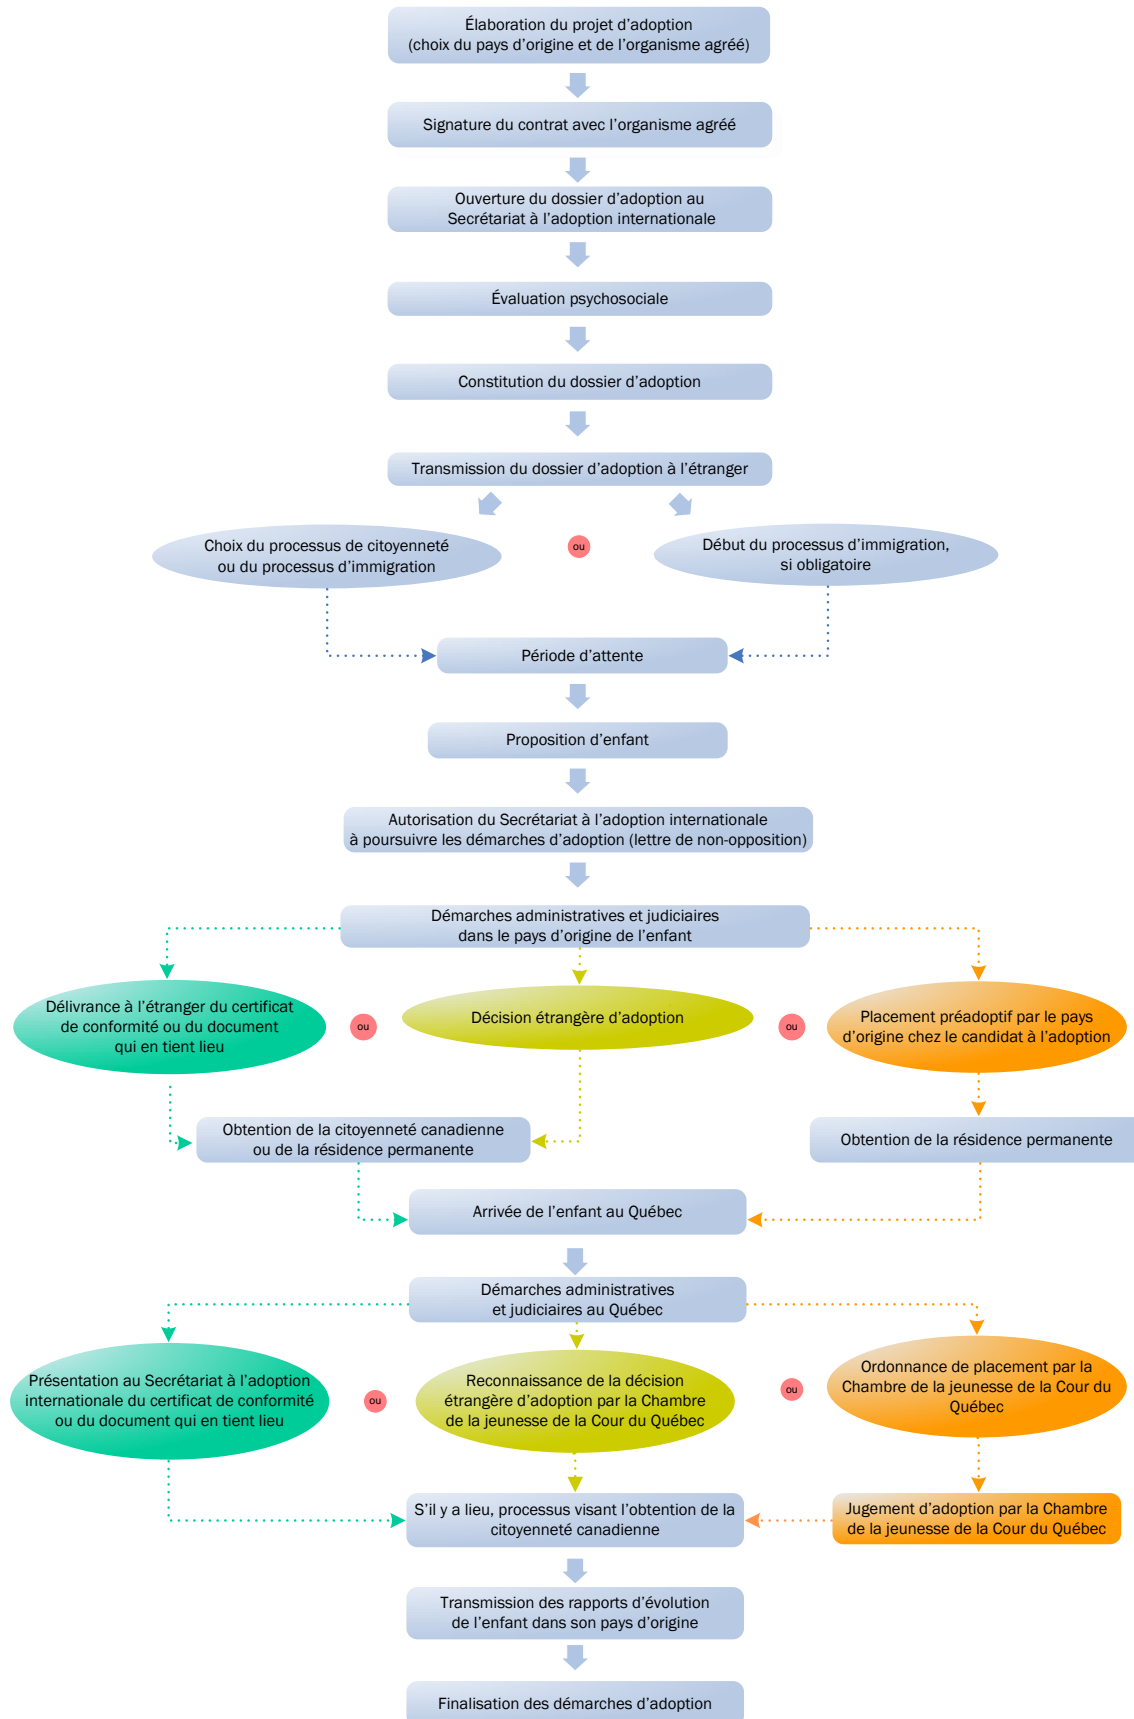 Élaboration du projet d’adoption
(choix du pays d’origine et de l’organisme agréé)
Signature du contrat avec l’organisme agréé
Ouverture du dossier d’adoption au
Secrétariat à l’adoption internationale
Évaluation psychosociale
Constitution du dossier d’adoption
Transmission du dossier d’adoption à l’étranger
Choix du processus de citoyenneté
ou du processus d’immigration
ou
Début du processus d’immigration,
si obligatoire
Période d’attente
Proposition d’enfant
Autorisation du Secrétariat à l’adoption internationale
à poursuivre les démarches d’adoption (lettre de non-opposition)
Démarches administratives et judiciaires
dans le pays d’origine de l’enfant
Délivrance à l’étranger du certificat
de conformité ou du document
qui en tient lieu
ou
Décision étrangère d’adoption
ou
Placement préadoptif par le pays
d’origine chez le candidat à l’adoption
Obtention de la citoyenneté canadienne
ou de la résidence permanente
Obtention de la résidence permanente
Arrivée de l’enfant au Québec
Démarches administratives
et judiciaires au Québec
Présentation au Secrétariat à l’adoption
internationale du certificat de conformité
ou du document qui en tient lieu
ou
Reconnaissance de la décision
étrangère d’adoption par la Chambre
de la jeunesse de la Cour du Québec
ou
Ordonnance de placement par la
Chambre de la jeunesse de la Cour du
Québec
S’il y a lieu, processus visant l’obtention de la
citoyenneté canadienne
Jugement d’adoption par la Chambre
de la jeunesse de la Cour du Québec
Transmission des rapports d’évolution
de l’enfant dans son pays d’origine
Finalisation des démarches d’adoption